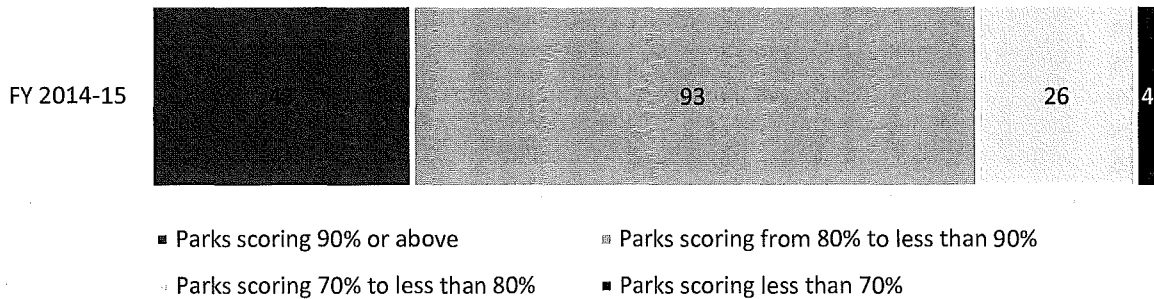 FY 2014-15
93
26
4
Parks scoring 90% or above
Parks scoring from 80% to less than 90%
Parks scoring 70% to less than 80%
Parks scoring less than 70%